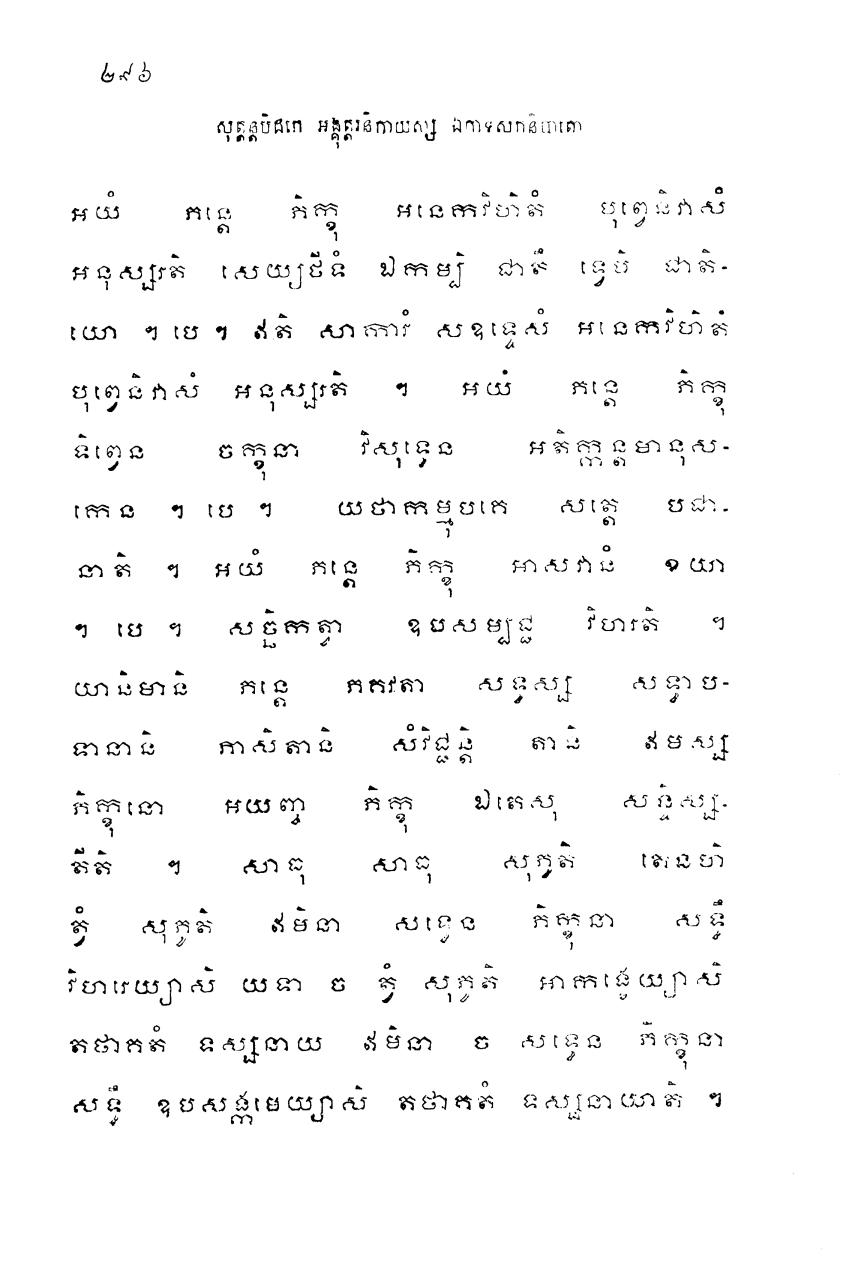 ២៩៦
សុត្តន្តបិដកេ អង្គុត្តរនិកាយស្ស ឯកាទសកនិបាតោ
អយំ ភន្តេ ភិក្ខុ អនេកវិហិតំ បុព្វេនិវាសំ
អនុស្សរតិ សេយ្យថីទំ ឯកម្បិ ជាតឹ ទ្វេបិ ជាតិ-
យោ ។ បេ ។ ឥតិ សាការំ សឧទ្ទេសំ អនេកវិហិតំ
បុព្វេនិវាសំ អនុស្សរតិ ។ អយំ ភន្តេ ភិក្ខុ
ទិព្វេន ចក្ខុនា វិសុទ្ធេន អតិក្កន្តមានុស-
កេន ។ បេ ។ យថាកម្មុបគេ សត្តេ បជា-
នាតិ ។ អយំ ភន្តេ ភិក្ខុ អាសវានំ ខយា
។ បេ ។ សច្ឆិកត្វា ឧបសម្បជ្ជ វិហរតិ ។
យានិមានិ ភន្តេ ភគវតា សទ្ធស្ស សទ្ធាប-
ទានានិ ភាសិតានិ សំវិជ្ជន្តិ តានិ ឥមស្ស
ភិក្ខុនោ អយញ្ច ភិក្ខុ ឯតេសុ សន្ទិស្ស-
តីតិ ។ សាធុ សាធុ សុភូតិ តេនហិ
ត្វំ សុភូតិ ឥមិនា សទ្ធេន ភិក្ខុនា សទ្ធឹ
វិហរេយ្យាសិ យទា ច ត្វំ សុភូតិ អាកង្ខេយ្យាសិ
តថាគតំ ទស្សនាយ ឥមិនា ច សទ្ធេន ភិក្ខុនា
សទ្ធឹ ឧបសង្កមេយ្យាសិ តថាគតំ ទស្សនាយាតិ ។